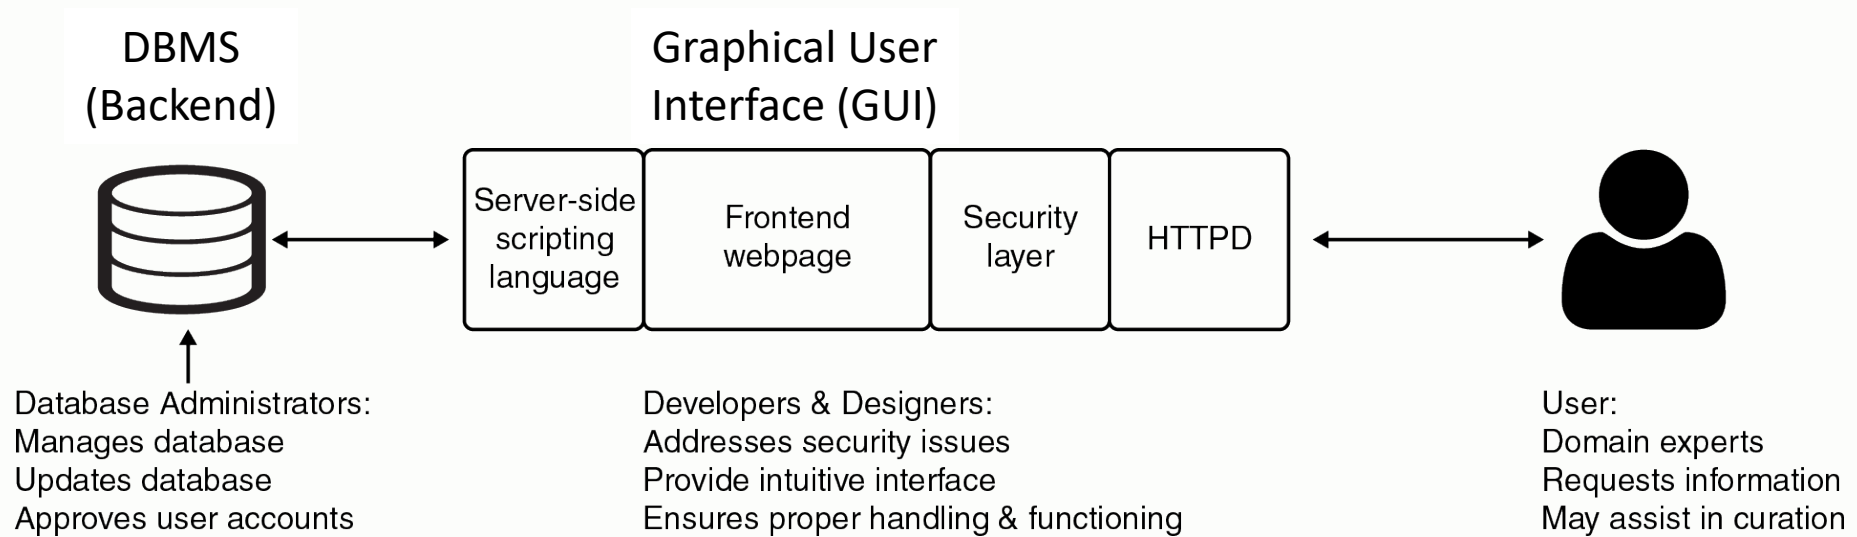 DBMS
(Backend)
Graphical User
Interface (GUI)
Server-side
scripting
language
Frontend
webpage
Security
layer
HTTPD
Database Administrators:
Manages database
Updates database
Approves user accounts
Developers & Designers:
Addresses security issues
Provide intuitive interface
Ensures proper handling & functioning
User:
Domain experts
Requests information
May assist in curation